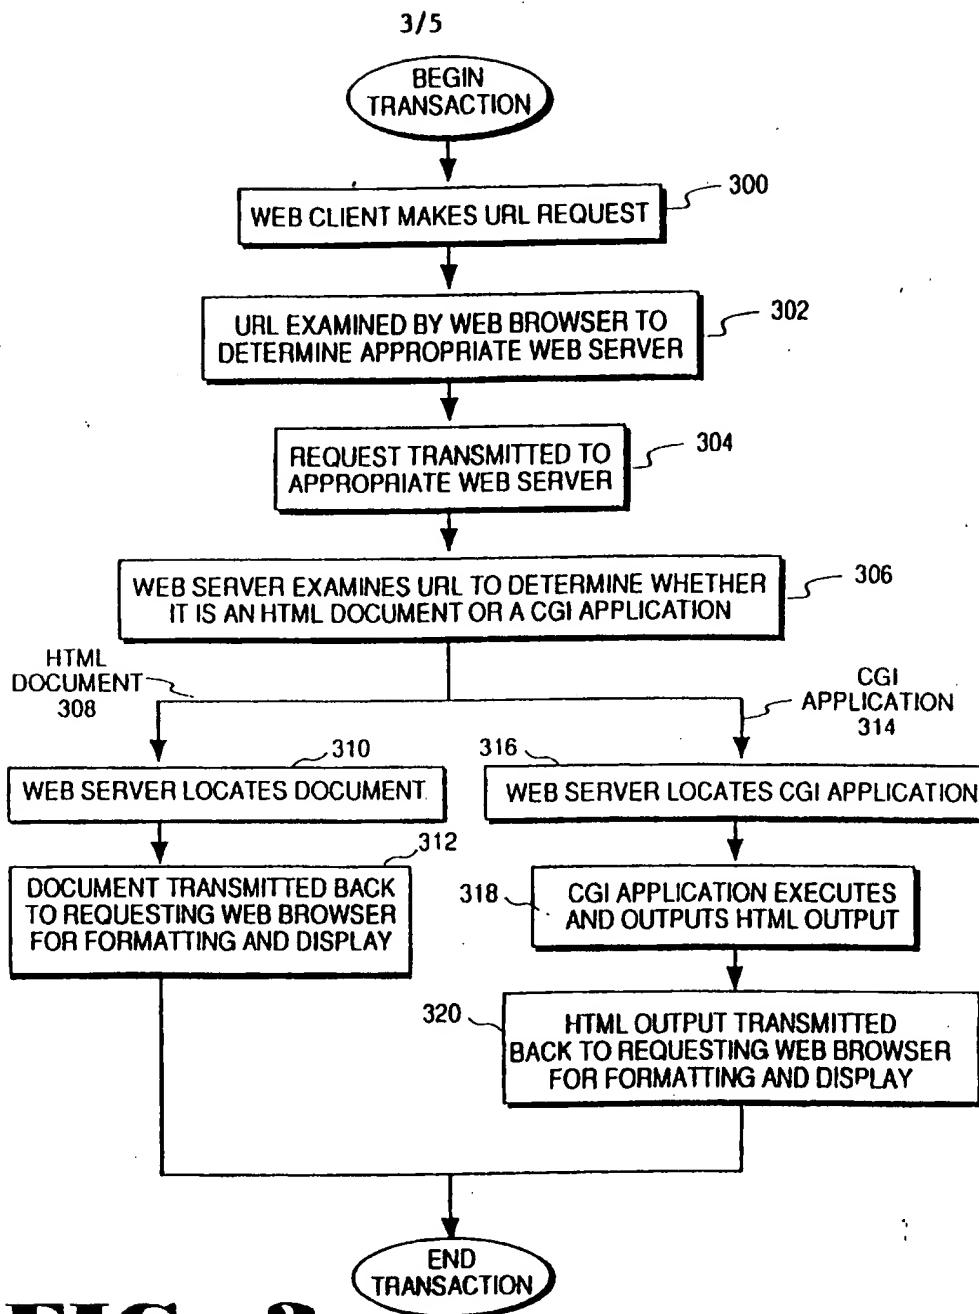 3/5
BEGIN
TRANSACTION
300
WEB CLIENT MAKES URL REQUEST
302
URL EXAMINED BY WEB BROWSER TO
DETERMINE APPROPRIATE WEB SERVER
304
REQUEST TRANSMITTED TO
APPROPRIATE WEB SERVER
306
WEB SERVER EXAMINES URL TO DETERMINE WHETHER
IT IS AN HTML DOCUMENT OR A CGI APPLICATION
HTML
DOCUMENT
308
CGI
APPLICATION
314
310
WEB SERVER LOCATES DOCUMENT
316
WEB SERVER LOCATES CGI APPLICATION
312
DOCUMENT TRANSMITTED BACK
TO REQUESTING WEB BROWSER
FOR FORMATTING AND DISPLAY
318
CGI APPLICATION EXECUTES
AND OUTPUTS HTML OUTPUT
320
HTML OUTPUT TRANSMITTED
BACK TO REQUESTING WEB BROWSER
FOR FORMATTING AND DISPLAY
END
TRANSACTION